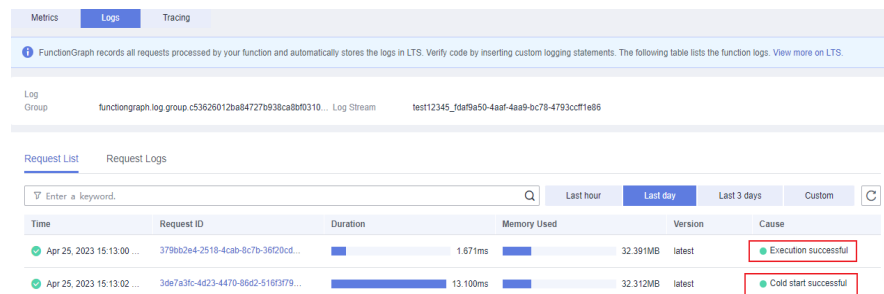 Metrics Logs Tracing
FunctionGraph records all requests processed by your function and automatically stores the logs in LTS. Verify code by inserting custom logging statements. The following table lists the function logs. View more on LTS.
Log
Group functiongraph.log.group.c53626012ba84727b938ca8bf0310... Log Stream test12345_fdaf9a50-4aaf-4aa9-bc78-4793ccff1e86
Request List Request Logs
Enter a keyword. Last hour Last day Last 3 days Custom
Time Request ID Duration Memory Used Version Cause
Apr 25, 2023 15:13:00 ... 379bb2e4-2518-4cab-8c7b-36f20cd... 1.671ms 32.391MB latest Execution successful
Apr 25, 2023 15:13:02 ... 3de7a3fc-4d23-4470-86d2-516f3f79... 13.100ms 32.312MB latest Cold start successful